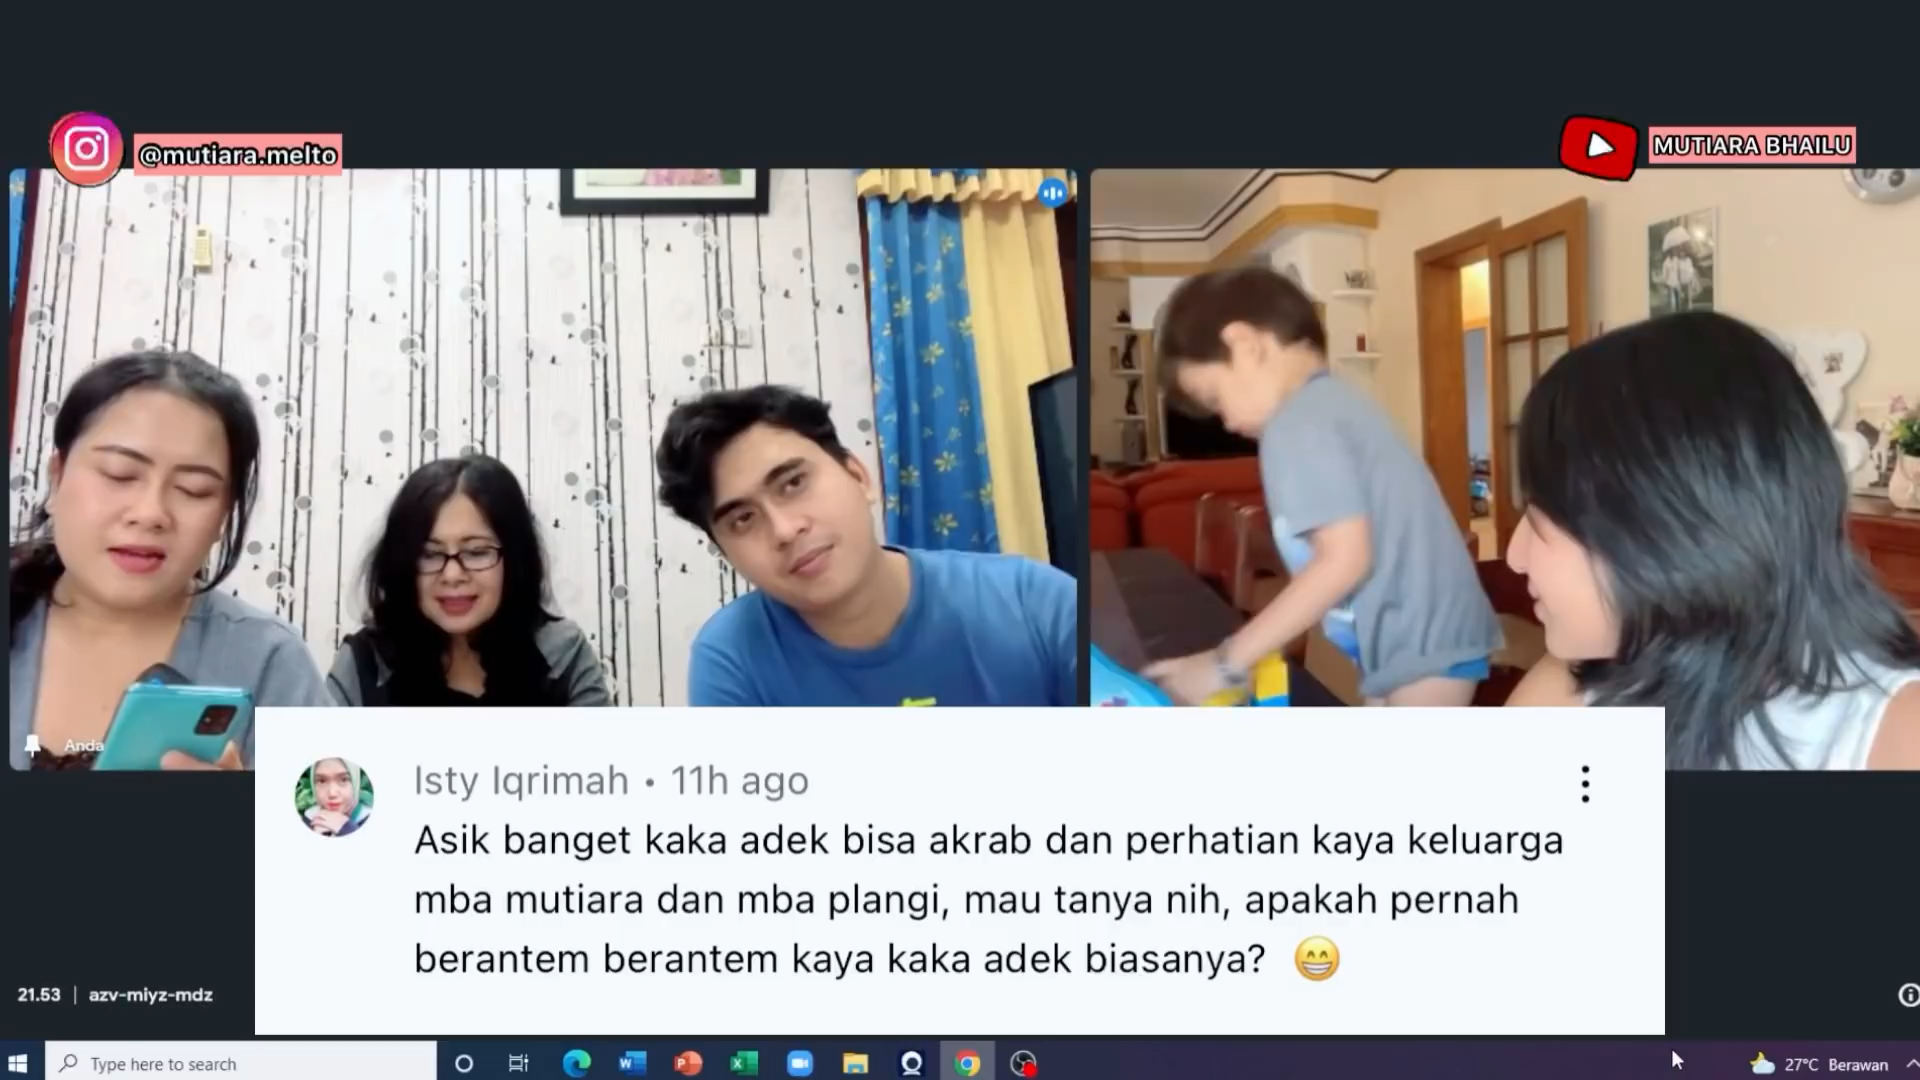 @mutiara.melto
MUTIARA BHAILU
Anda
Isty Iqrimah • 11h ago
Asik banget kaka adek bisa akrab dan perhatian kaya keluarga
mba mutiara dan mba plangi, mau tanya nih, apakah pernah
berantem berantem kaya kaka adek biasanya? 😁
21.53 | azv-miyz-mdz
Type here to search
27°C Berawan